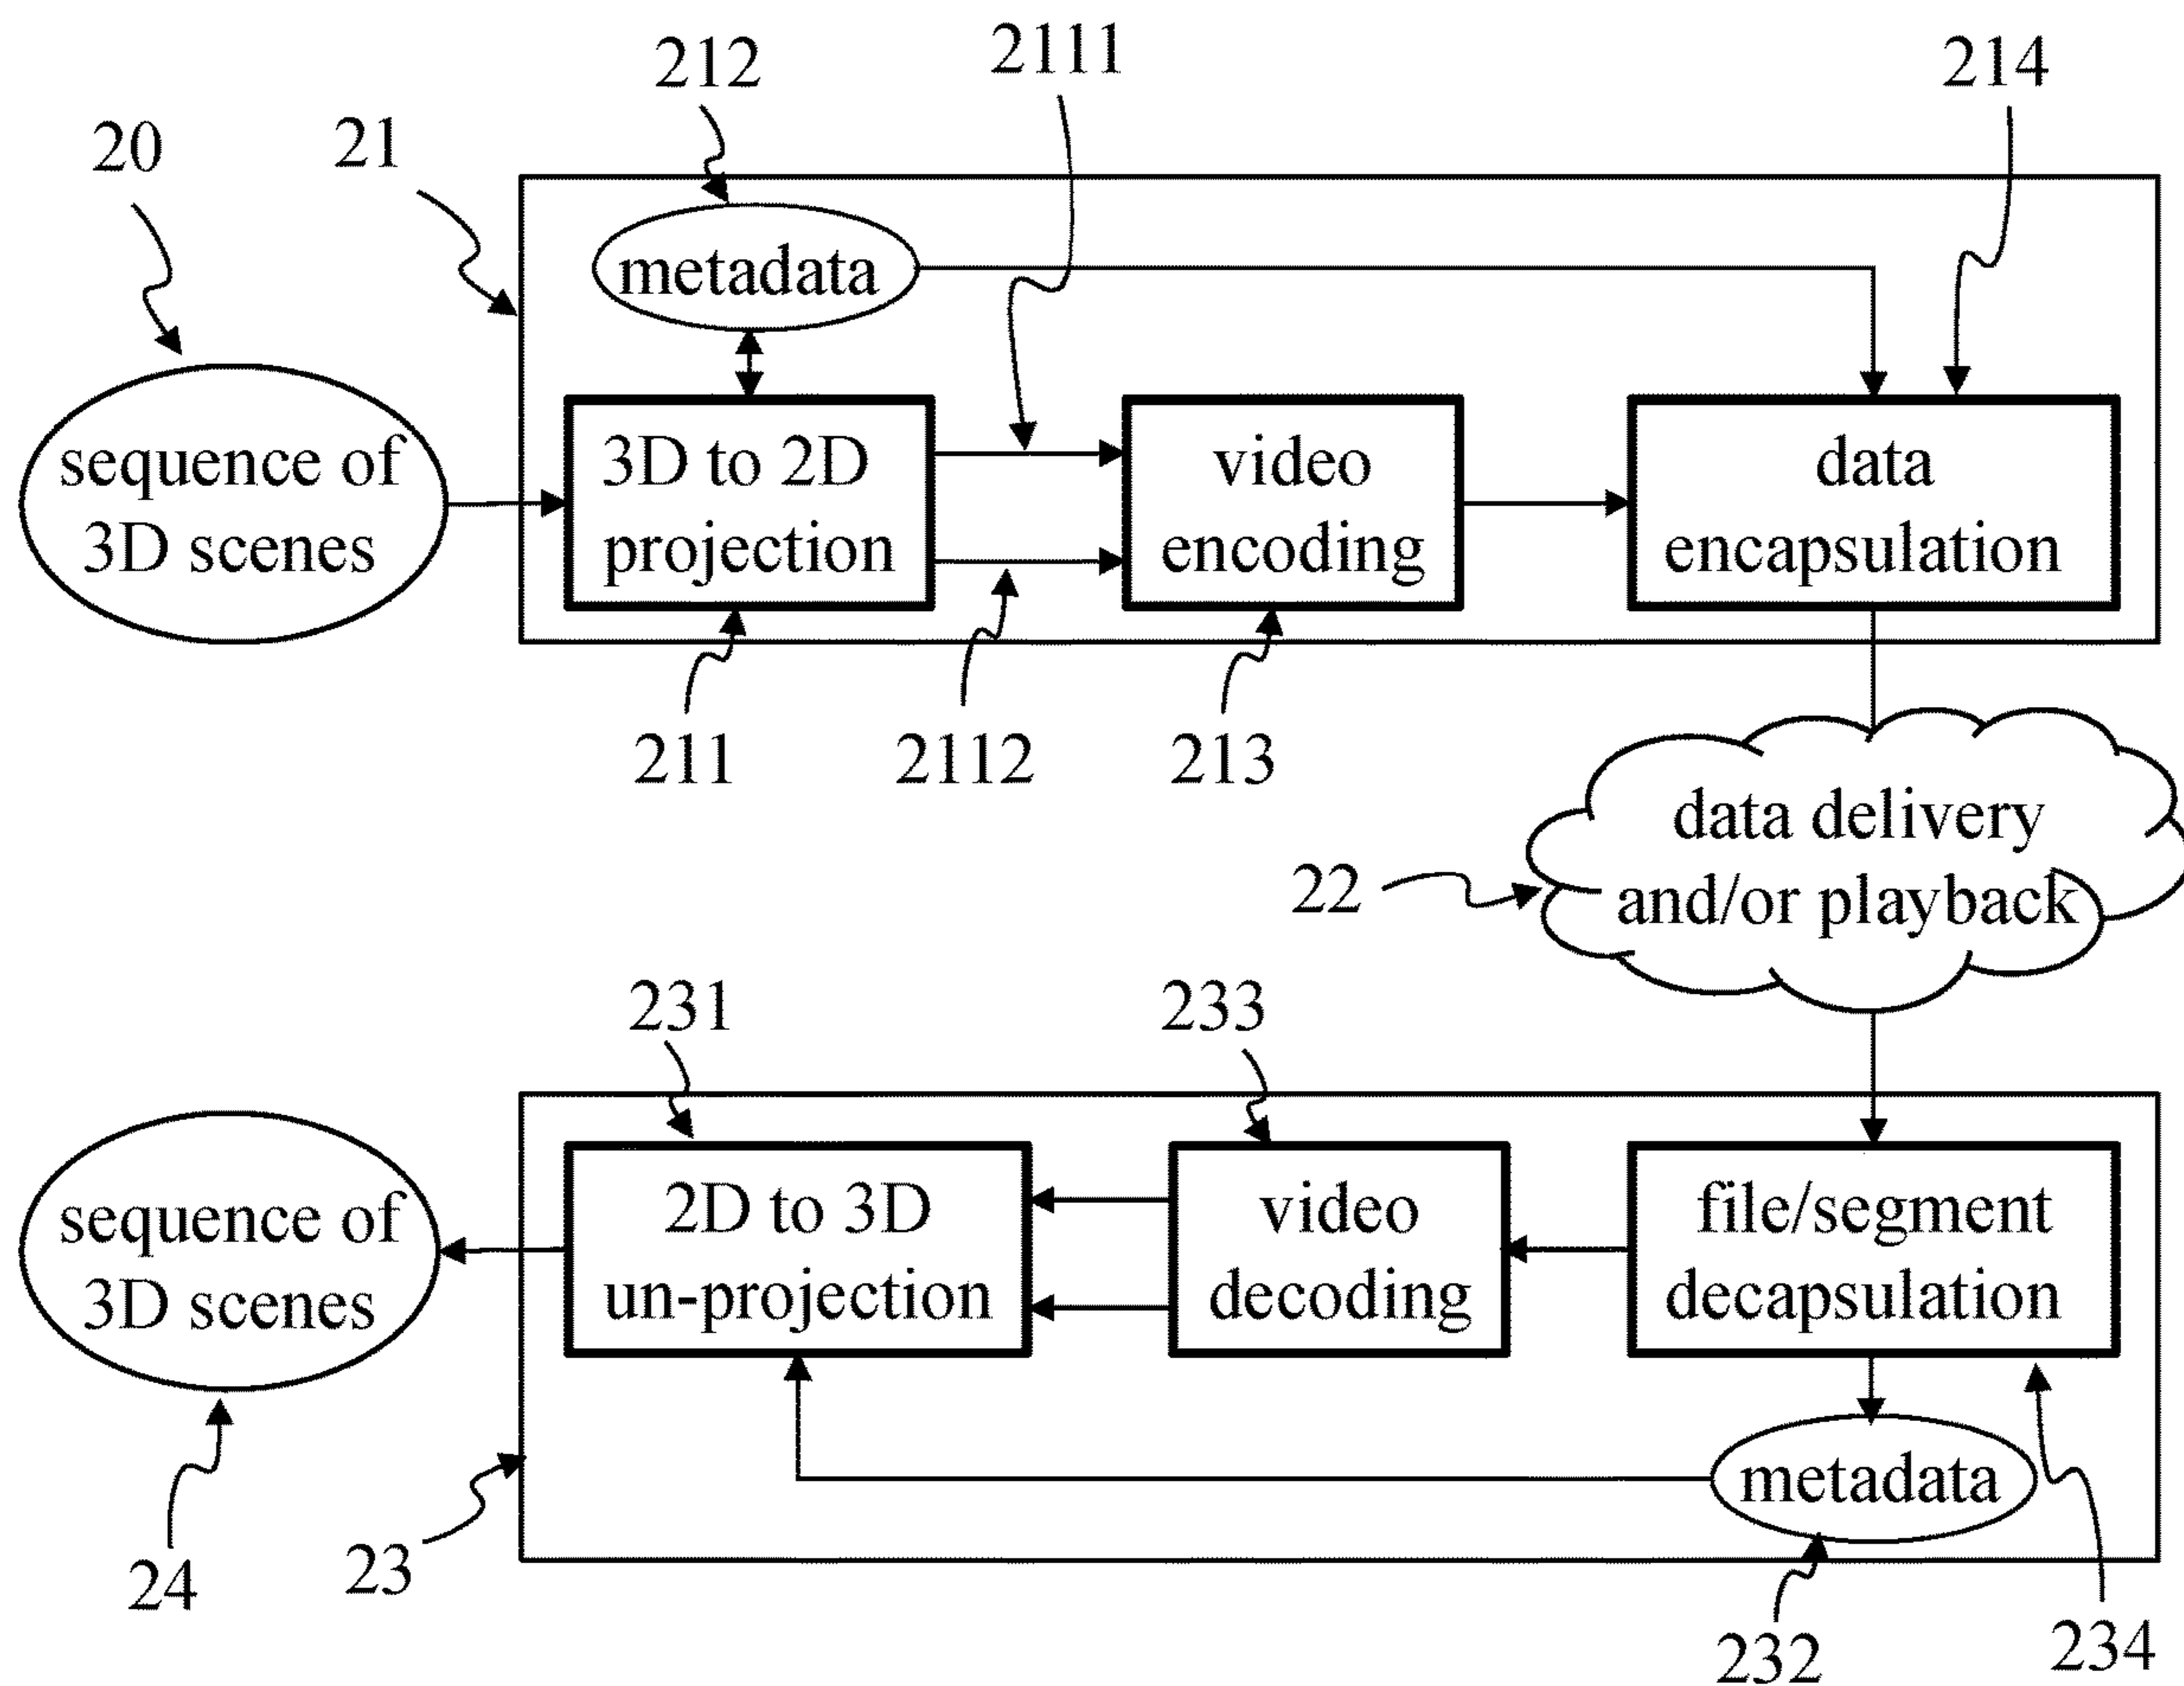 212
2111
214
20
21
metadata
sequence of
3D scenes
3D to 2D
projection
video
encoding
data
encapsulation
211
2112
213
data delivery
and/or playback
22
231
233
sequence of
3D scenes
2D to 3D
un-projection
video
decoding
file/segment
decapsulation
metadata
24
23
232
234